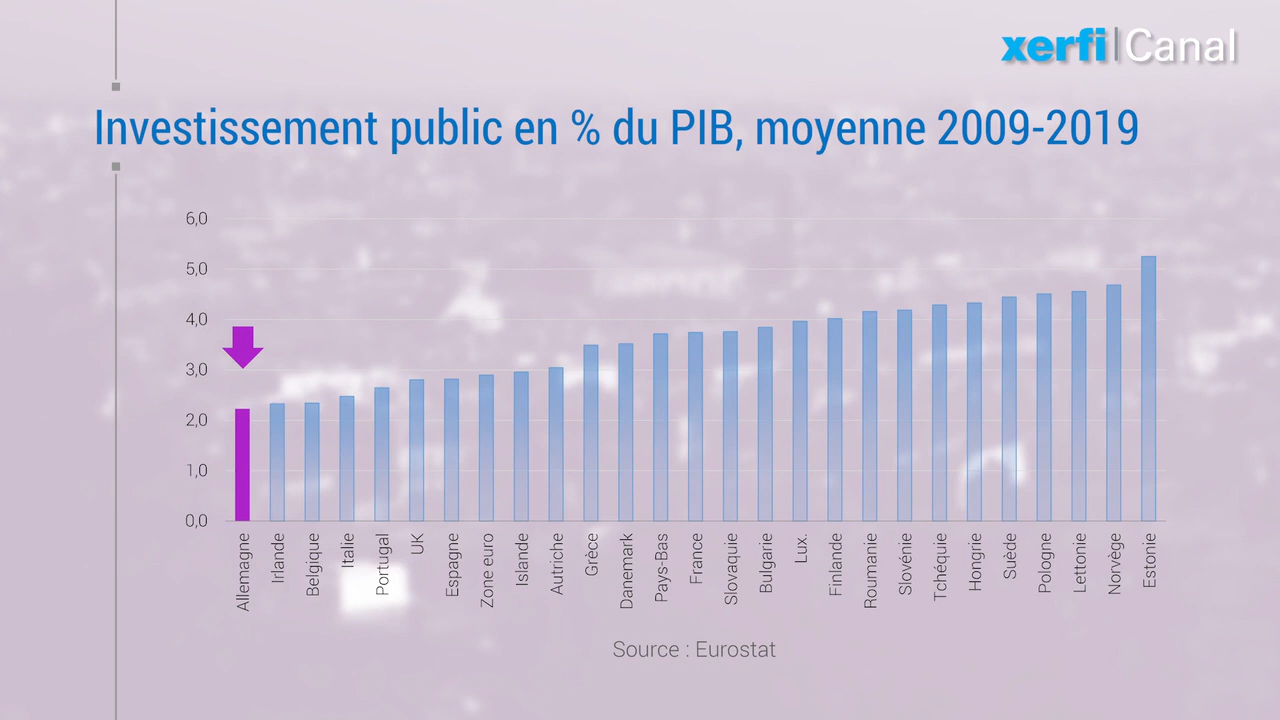 xerfi Canal
Investissement public en % du PIB, moyenne 2009-2019
6,0
5,0
4,0
3,0
2,0
1,0
0,0
Allemagne
Irlande
Belgique
Italie
Portugal
UK
Espagne
Zone euro
Islande
Autriche
Grèce
Danemark
Pays-Bas
France
Slovaquie
Bulgarie
Lux.
Finlande
Roumanie
Slovénie
Tchéquie
Hongrie
Suède
Pologne
Lettonie
Norvège
Estonie
Source : Eurostat